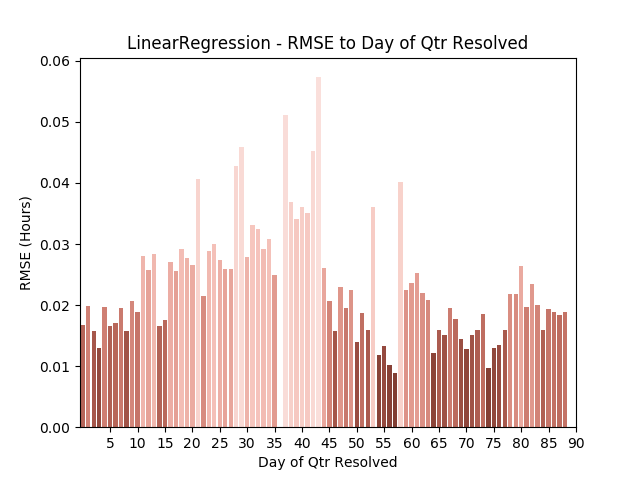 LinearRegression - RMSE to Day of Qtr Resolved
0.06
0.05
0.04
0.03
0.02
0.01
0.00
RMSE (Hours)
5 10 15 20 25 30 35 40 45 50 55 60 65 70 75 80 85 90
Day of Qtr Resolved